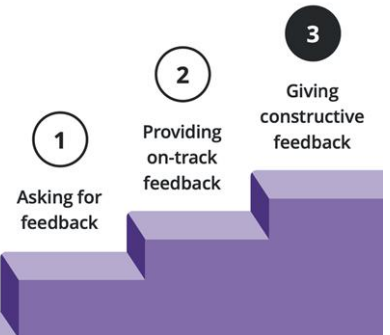 1
Asking for
feedback
2
Providing
on-track
feedback
3
Giving
constructive
feedback